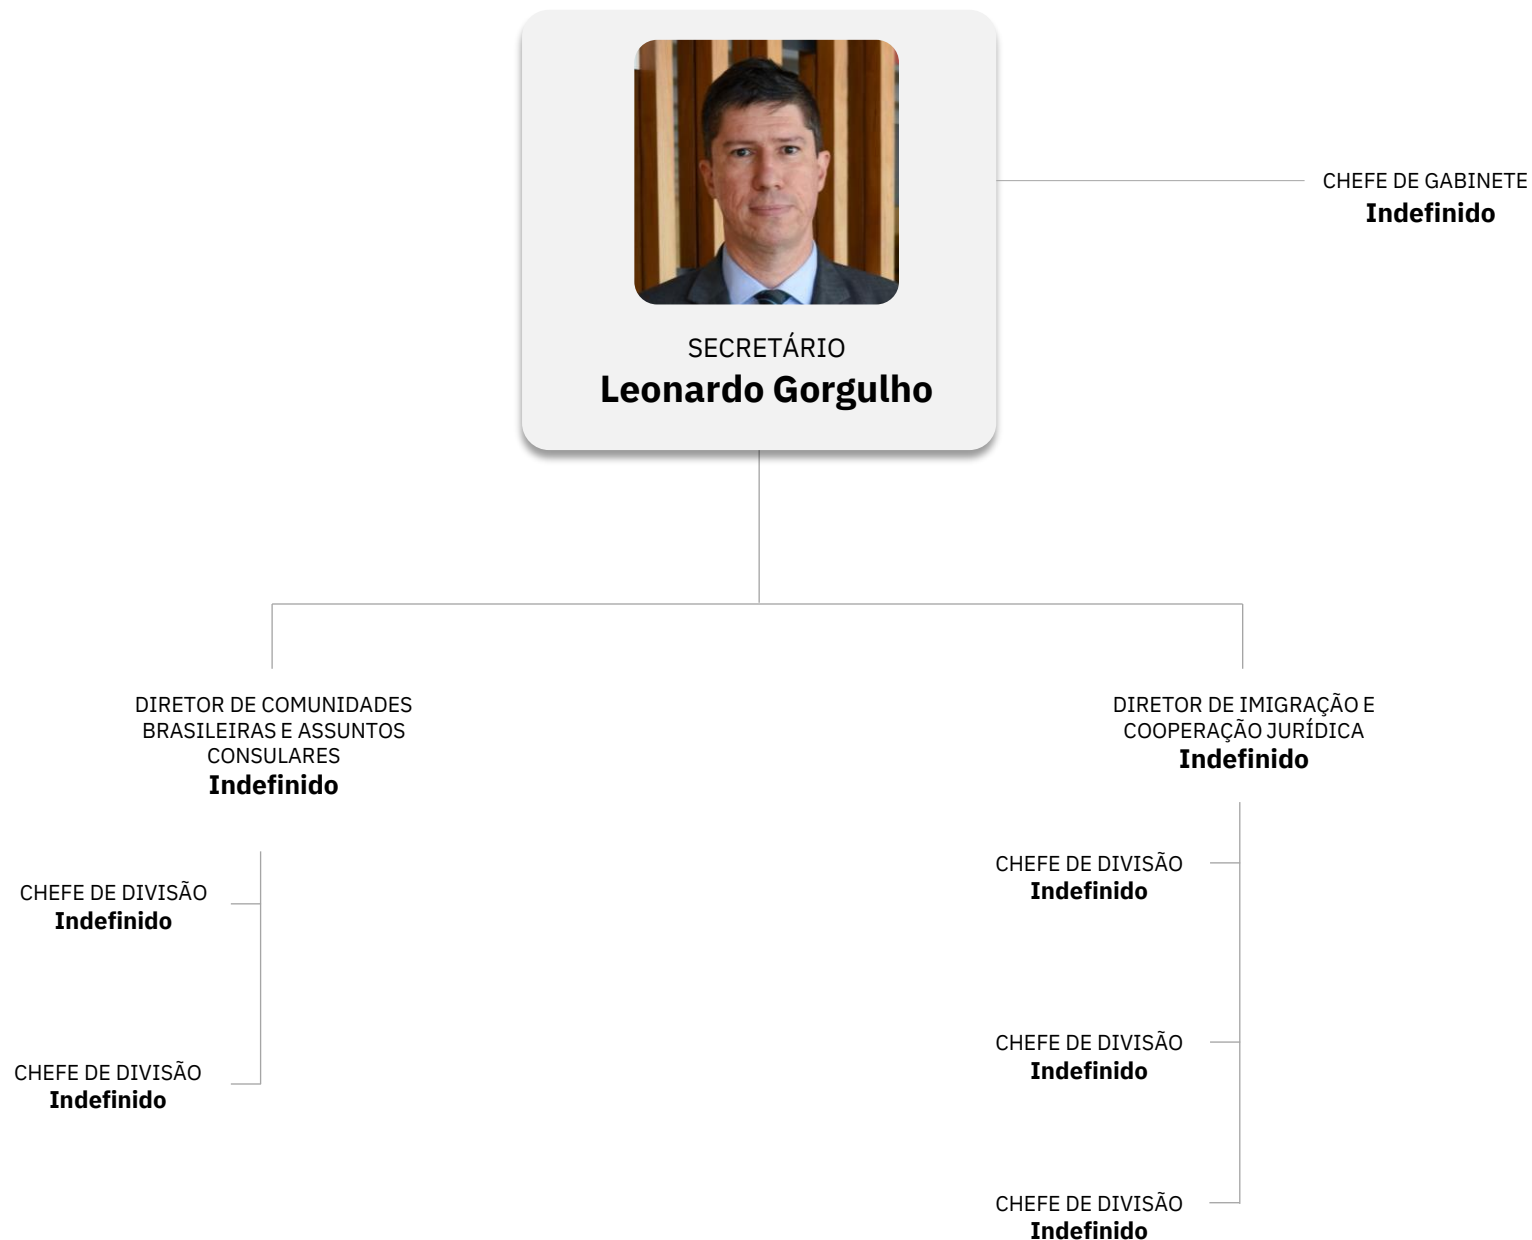 CHEFE DE GABINETE
Indefinido
SECRETÁRIO
Leonardo Gorgulho
DIRETOR DE COMUNIDADES
BRASILEIRAS E ASSUNTOS
CONSULARES
Indefinido
CHEFE DE DIVISÃO
Indefinido
CHEFE DE DIVISÃO
Indefinido
DIRETOR DE IMIGRAÇÃO E
COOPERAÇÃO JURÍDICA
Indefinido
CHEFE DE DIVISÃO
Indefinido
CHEFE DE DIVISÃO
Indefinido
CHEFE DE DIVISÃO
Indefinido